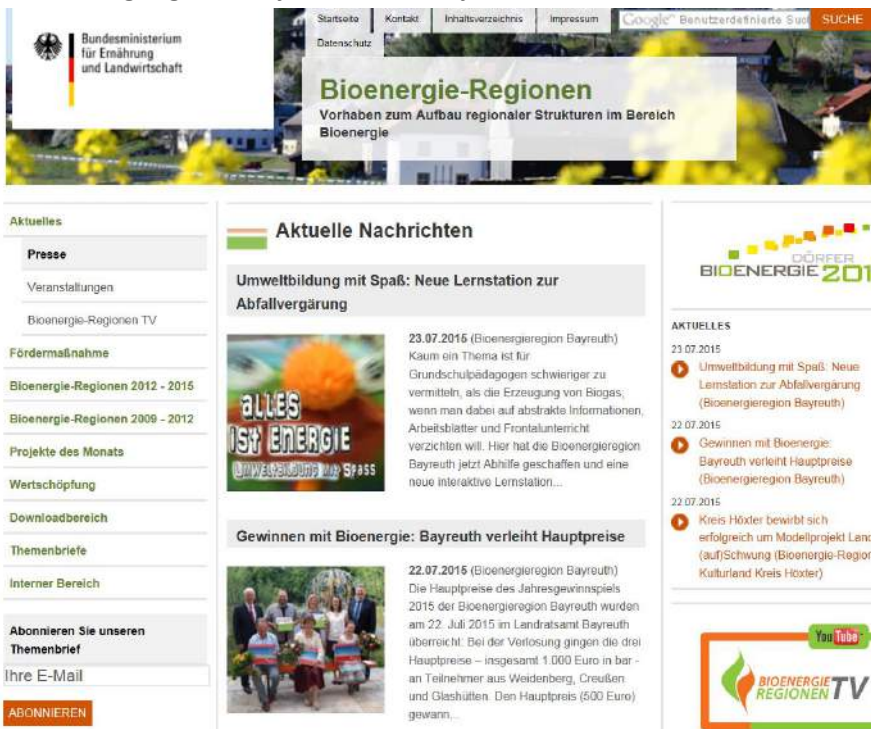 Bundesministerium
für Ernährung
und Landwirtschaft
Startseite
Kontakt
Inhaltsverzeichnis
Impressum
Datenschutz
Google™ Benutzerdefinierte Suc
SUCHE
Bioenergie-Regionen
Vorhaben zum Aufbau regionaler Strukturen im Bereich
Bioenergie
Aktuelles
Presse
Veranstaltungen
Bioenergie-Regionen TV
Fördermaßnahme
Bioenergie-Regionen 2012 - 2015
Bioenergie-Regionen 2009 - 2012
Projekte des Monats
Wertschöpfung
Downloadbereich
Themenbriefe
Interner Bereich
Abonnieren Sie unseren
Themenbrief
Ihre E-Mail
ABONNIEREN
Aktuelle Nachrichten
Umweltbildung mit Spaß: Neue Lernstation zur
Abfallvergärung
ALLES
IST ENERGIE
UMWELTBILDUNG MIT SPASS
23.07.2015 (Bioenergieregion Bayreuth)
Kaum ein Thema ist für
Grundschulpädagogen schwieriger zu
vermitteln, als die Erzeugung von Biogas;
wenn man dabei auf abstrakte Informationen,
Arbeitsblätter und Frontalunterricht
verzichten will. Hier hat die Bioenergieregion
Bayreuth jetzt Abhilfe geschaffen und eine
neue interaktive Lernstation...
Gewinnen mit Bioenergie: Bayreuth verleiht Hauptpreise
22.07.2015 (Bioenergieregion Bayreuth)
Die Hauptpreise des Jahresgewinnspiels
2015 der Bioenergieregion Bayreuth wurden
am 22. Juli 2015 im Landratsamt Bayreuth
überreicht: Bei der Verlosung gingen die drei
Hauptpreise – insgesamt 1.000 Euro in bar -
an Teilnehmer aus Weidenberg, Creußen
und Glashütten. Den Hauptpreis (500 Euro)
gewann,...
DÖRFER
BIOENERGIE 201
AKTUELLES
23.07.2015
Umweltbildung mit Spaß: Neue
Lernstation zur Abfallvergärung
(Bioenergieregion Bayreuth)
22.07.2015
Gewinnen mit Bioenergie:
Bayreuth verleiht Hauptpreise
(Bioenergieregion Bayreuth)
22.07.2015
Kreis Höxter bewirbt sich
erfolgreich um Modellprojekt Land
(auf)Schwung (Bioenergie-Region
Kulturland Kreis Höxter)
YouTube
BIOENERGIE
REGIONEN TV